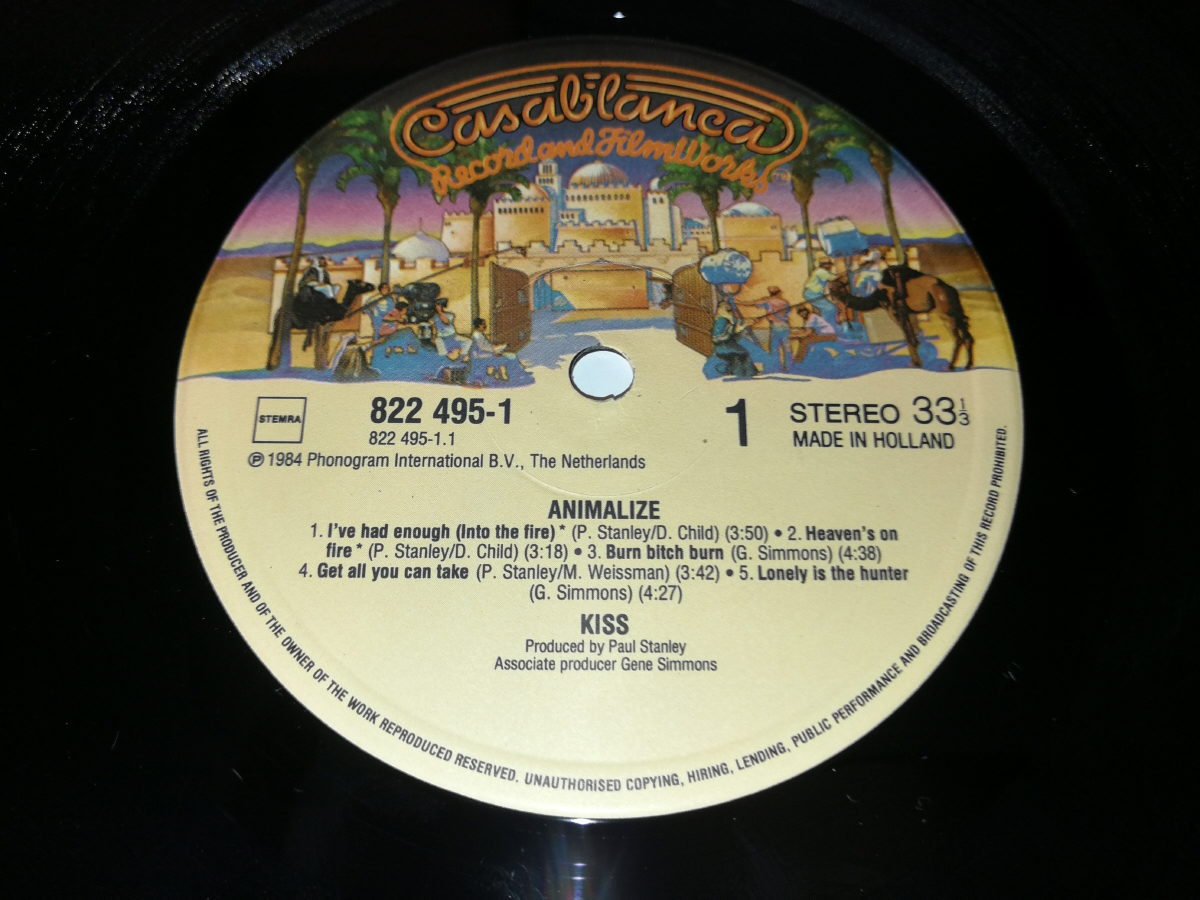 Casablanca
Record and FilmWorks
STEMRA
822 495-1
822 495-1.1
1
STEREO 33⅓
MADE IN HOLLAND
℗ 1984 Phonogram International B.V., The Netherlands
ANIMALIZE
1. I've had enough (Into the fire) * (P. Stanley/D. Child) (3:50) • 2. Heaven's on
fire * (P. Stanley/D. Child) (3:18) • 3. Burn bitch burn (G. Simmons) (4:38)
4. Get all you can take (P. Stanley/M. Weissman) (3:42) • 5. Lonely is the hunter
(G. Simmons) (4:27)
KISS
Produced by Paul Stanley
Associate producer Gene Simmons
ALL RIGHTS OF THE PRODUCER AND OF THE OWNER OF THE WORK REPRODUCED RESERVED. UNAUTHORISED COPYING, HIRING, LENDING, PUBLIC PERFORMANCE AND BROADCASTING OF THIS RECORD PROHIBITED.